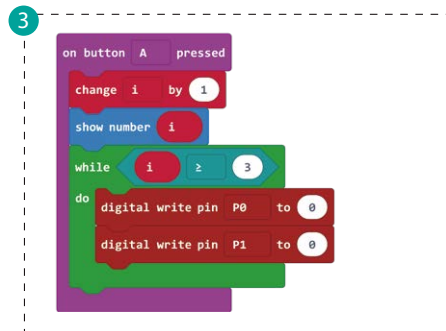 3
on button A pressed
change i by 1
show number i
while i ≥ 3
do
digital write pin P0 to 0
digital write pin P1 to 0